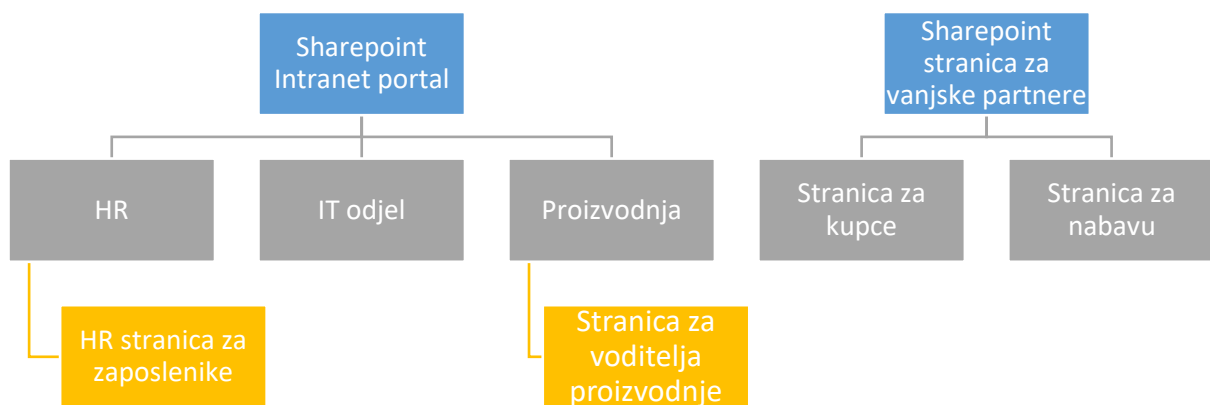 Sharepoint
Intranet portal
Sharepoint
stranica za
vanjske partnere
HR
IT odjel
Proizvodnja
Stranica za
kupce
Stranica za
nabavu
HR stranica za
zaposlenike
Stranica za
voditelja
proizvodnje